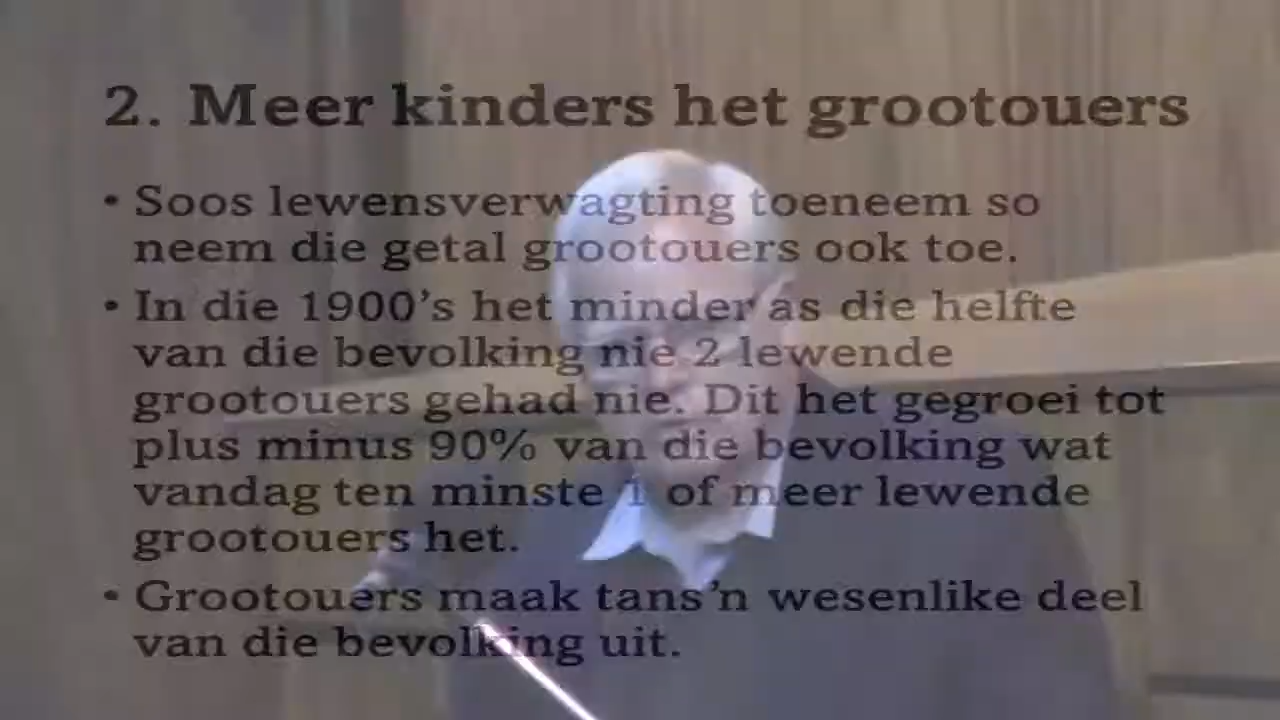 2. Meer kinders het grootouers
• Soos lewensverwagting toeneem so
neem die getal grootouers ook toe.
• In die 1900's het minder as die helfte
van die bevolking nie 2 lewende
grootouers gehad nie. Dit het gegroei tot
plus minus 90% van die bevolking wat
vandag ten minste 1 of meer lewende
grootouers het.
• Grootouers maak tans 'n wesenlike deel
van die bevolking uit.